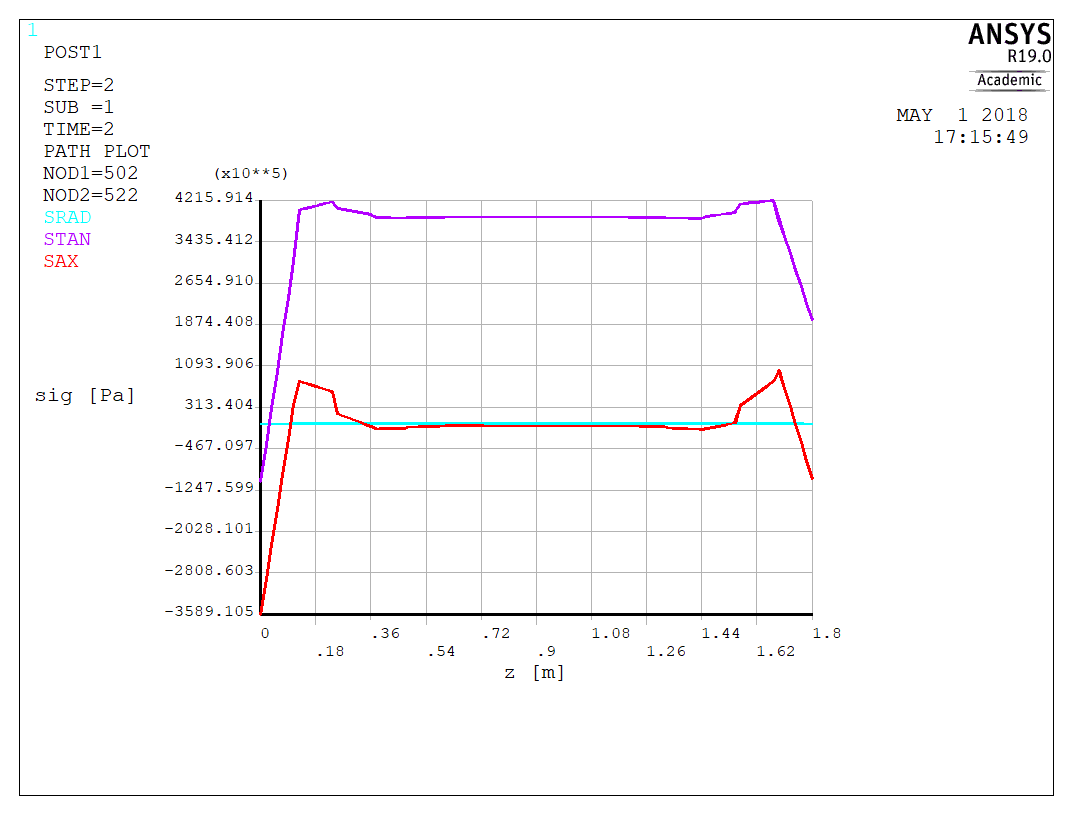 1
ANSYS
R19.0
Academic
POST1
STEP=2
SUB =1
TIME=2
PATH PLOT
NOD1=502
NOD2=522
SRAD
STAN
SAX
MAY  1 2018
17:15:49
(x10**5)
4215.914
3435.412
2654.910
1874.408
1093.906
313.404
-467.097
-1247.599
-2028.101
-2808.603
-3589.105
sig [Pa]
0 .36 .72 1.08 1.44 1.8
.18 .54 .9 1.26 1.62
z [m]